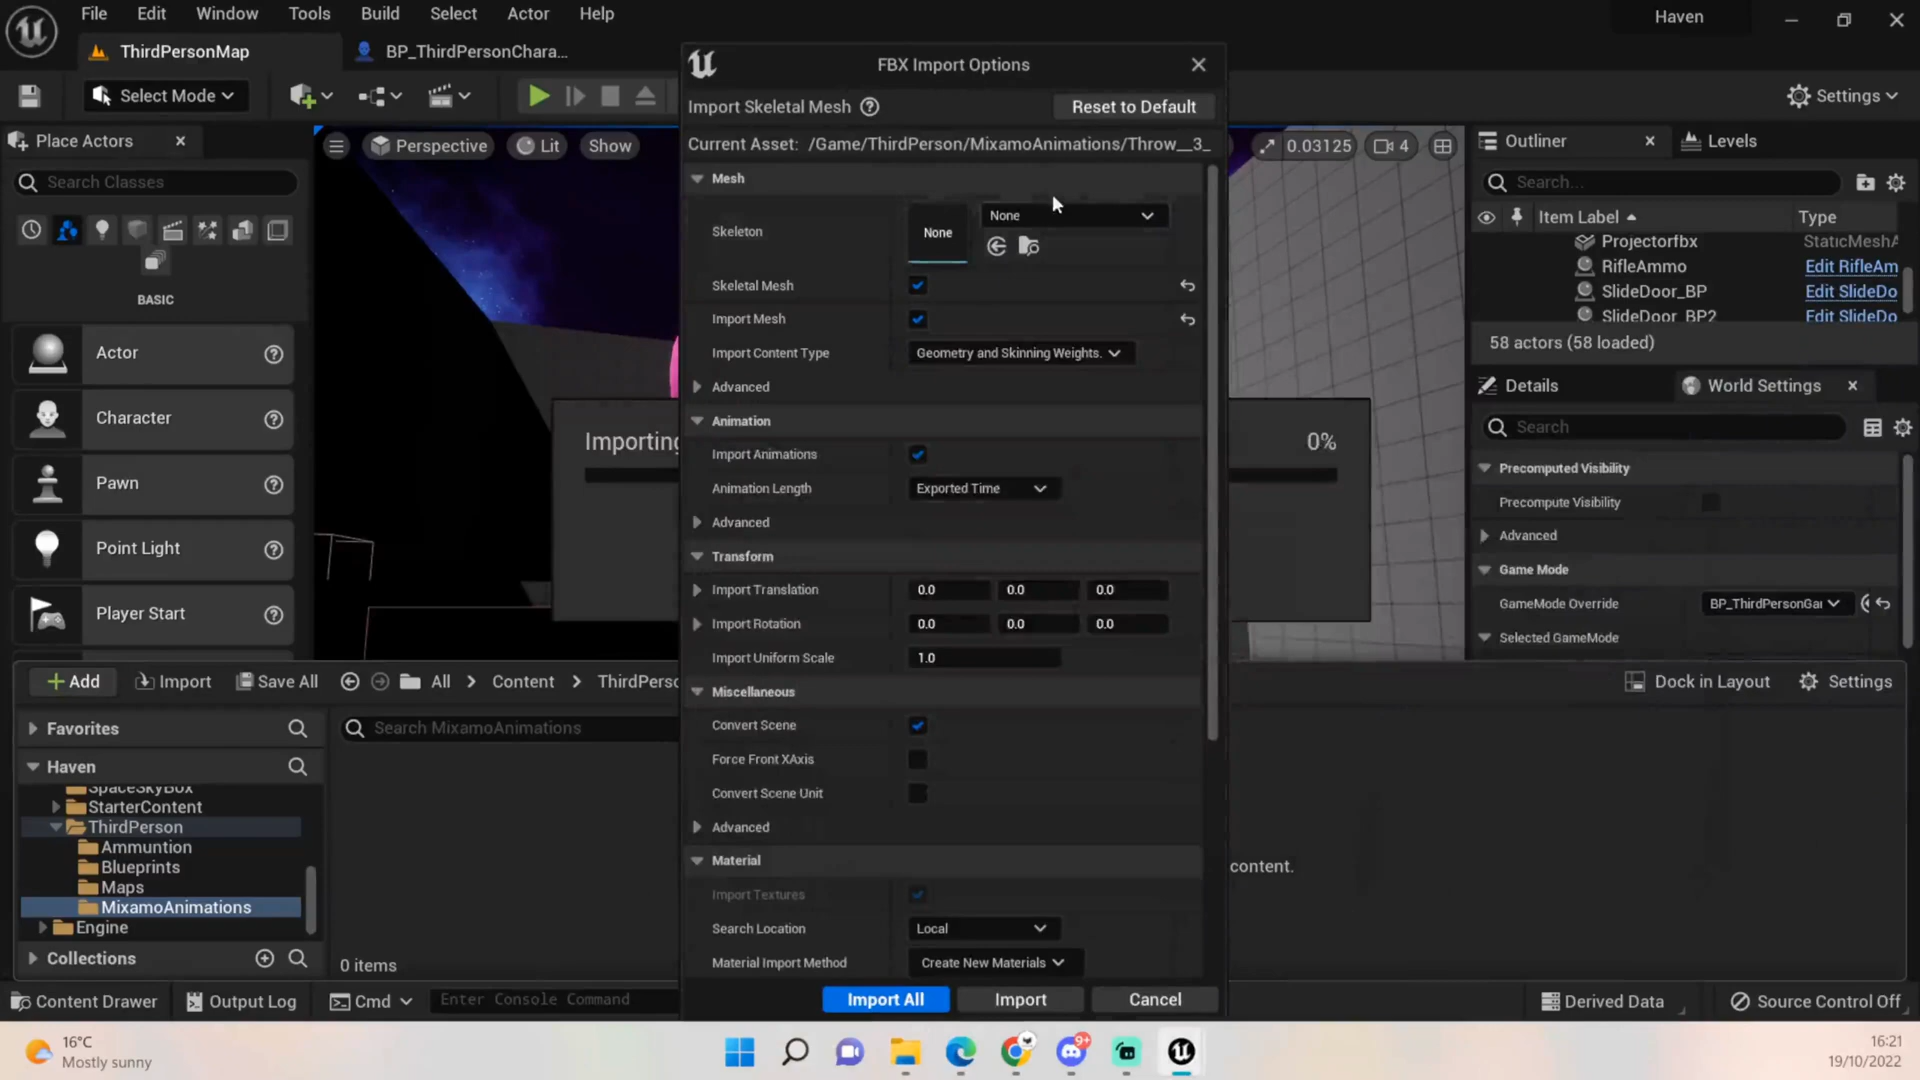 File Edit Window Tools Build Select Actor Help
Haven
ThirdPersonMap
BP_ThirdPersonChara...
Select Mode
Settings
Place Actors
Search Classes
BASIC
Actor
Character
Pawn
Point Light
Player Start
Perspective
Lit
Show
0.03125
4
Importing
0%
FBX Import Options
Import Skeletal Mesh
Reset to Default
Current Asset: /Game/ThirdPerson/MixamoAnimations/Throw__3_
Mesh
Skeleton
None
None
Skeletal Mesh
Import Mesh
Import Content Type
Geometry and Skinning Weights.
Advanced
Animation
Import Animations
Animation Length
Exported Time
Advanced
Transform
Import Translation 0.0 0.0 0.0
Import Rotation 0.0 0.0 0.0
Import Uniform Scale 1.0
Miscellaneous
Convert Scene
Force Front XAxis
Convert Scene Unit
Advanced
Material
Import Textures
Search Location
Local
Material Import Method
Create New Materials
Import All
Import
Cancel
Outliner
Levels
Search...
Item Label
Type
Projectorfbx StaticMeshA
RifleAmmo Edit RifleAm
SlideDoor_BP Edit SlideDo
SlideDoor_BP2 Edit SlideDo
58 actors (58 loaded)
Details
World Settings
Search
Precomputed Visibility
Precompute Visibility
Advanced
Game Mode
GameMode Override
BP_ThirdPersonGa
Selected GameMode
Add
Import
Save All
All
Content
ThirdPerso
Dock in Layout
Settings
Favorites
Search MixamoAnimations
Haven
SpaceSkyBox
StarterContent
ThirdPerson
Ammuntion
Blueprints
Maps
MixamoAnimations
Engine
Collections
content.
0 items
Content Drawer
Output Log
Cmd
Enter Console Command
Derived Data
Source Control Off
16°C
Mostly sunny
9+
16:21
19/10/2022